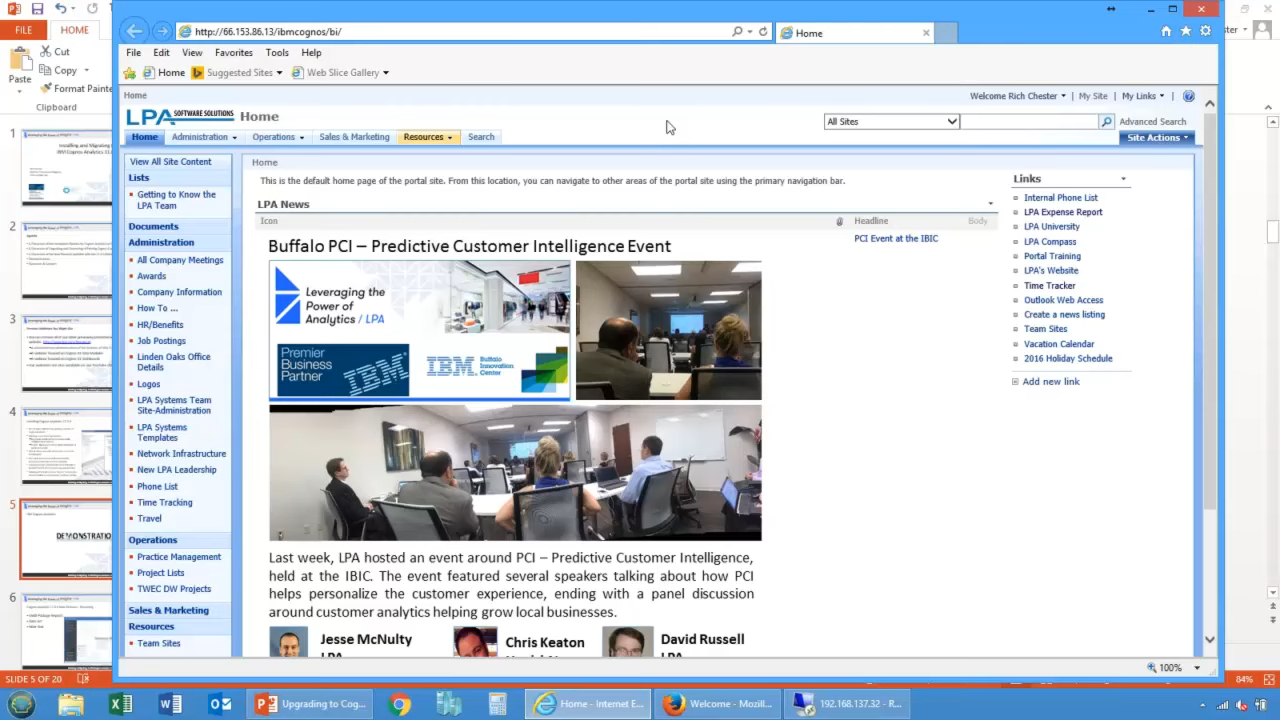 FILE
HOME
Paste
Cut
Copy
Format Painte
Clipboard
1
2
3
4
5
DEMONSTRATIO
6
http://66.153.86.13/ibmcognos/bi/
Home
File Edit View Favorites Tools Help
Home Suggested Sites Web Slice Gallery
Home
Welcome Rich Chester My Site My Links
LPA SOFTWARE SOLUTIONS Home
All Sites
Advanced Search
Home Administration Operations Sales & Marketing Resources Search
Site Actions
View All Site Content
Lists
Getting to Know the
LPA Team
Documents
Administration
All Company Meetings
Awards
Company Information
How To ...
HR/Benefits
Job Postings
Linden Oaks Office
Details
Logos
LPA Systems Team
Site-Administration
LPA Systems
Templates
Network Infrastructure
New LPA Leadership
Phone List
Time Tracking
Travel
Operations
Practice Management
Project Lists
TWEC DW Projects
Sales & Marketing
Resources
Team Sites
Home
This is the default home page of the portal site. From this location, you can navigate to other areas of the portal site using the primary navigation bar.
LPA News
Icon Headline Body
PCI Event at the IBIC
Buffalo PCI – Predictive Customer Intelligence Event
Leveraging the
Power of
Analytics / LPA
Premier
Business
Partner
IBM
IBM
Buffalo
Innovation
Center
Last week, LPA hosted an event around PCI – Predictive Customer Intelligence,
held at the IBIC. The event featured several speakers talking about how PCI
helps personalize the customer experience, ending with a panel discussion
around customer analytics helping grow local businesses.
Jesse McNulty
LPA
Chris Keaton
David Russell
LPA
Links
Internal Phone List
LPA Expense Report
LPA University
LPA Compass
Portal Training
LPA's Website
Time Tracker
Outlook Web Access
Create a news listing
Team Sites
Vacation Calendar
2016 Holiday Schedule
Add new link
100%
SLIDE 5 OF 20
84%
Upgrading to Cog...
Home - Internet E...
Welcome - Mozill...
192.168.137.32 - R...